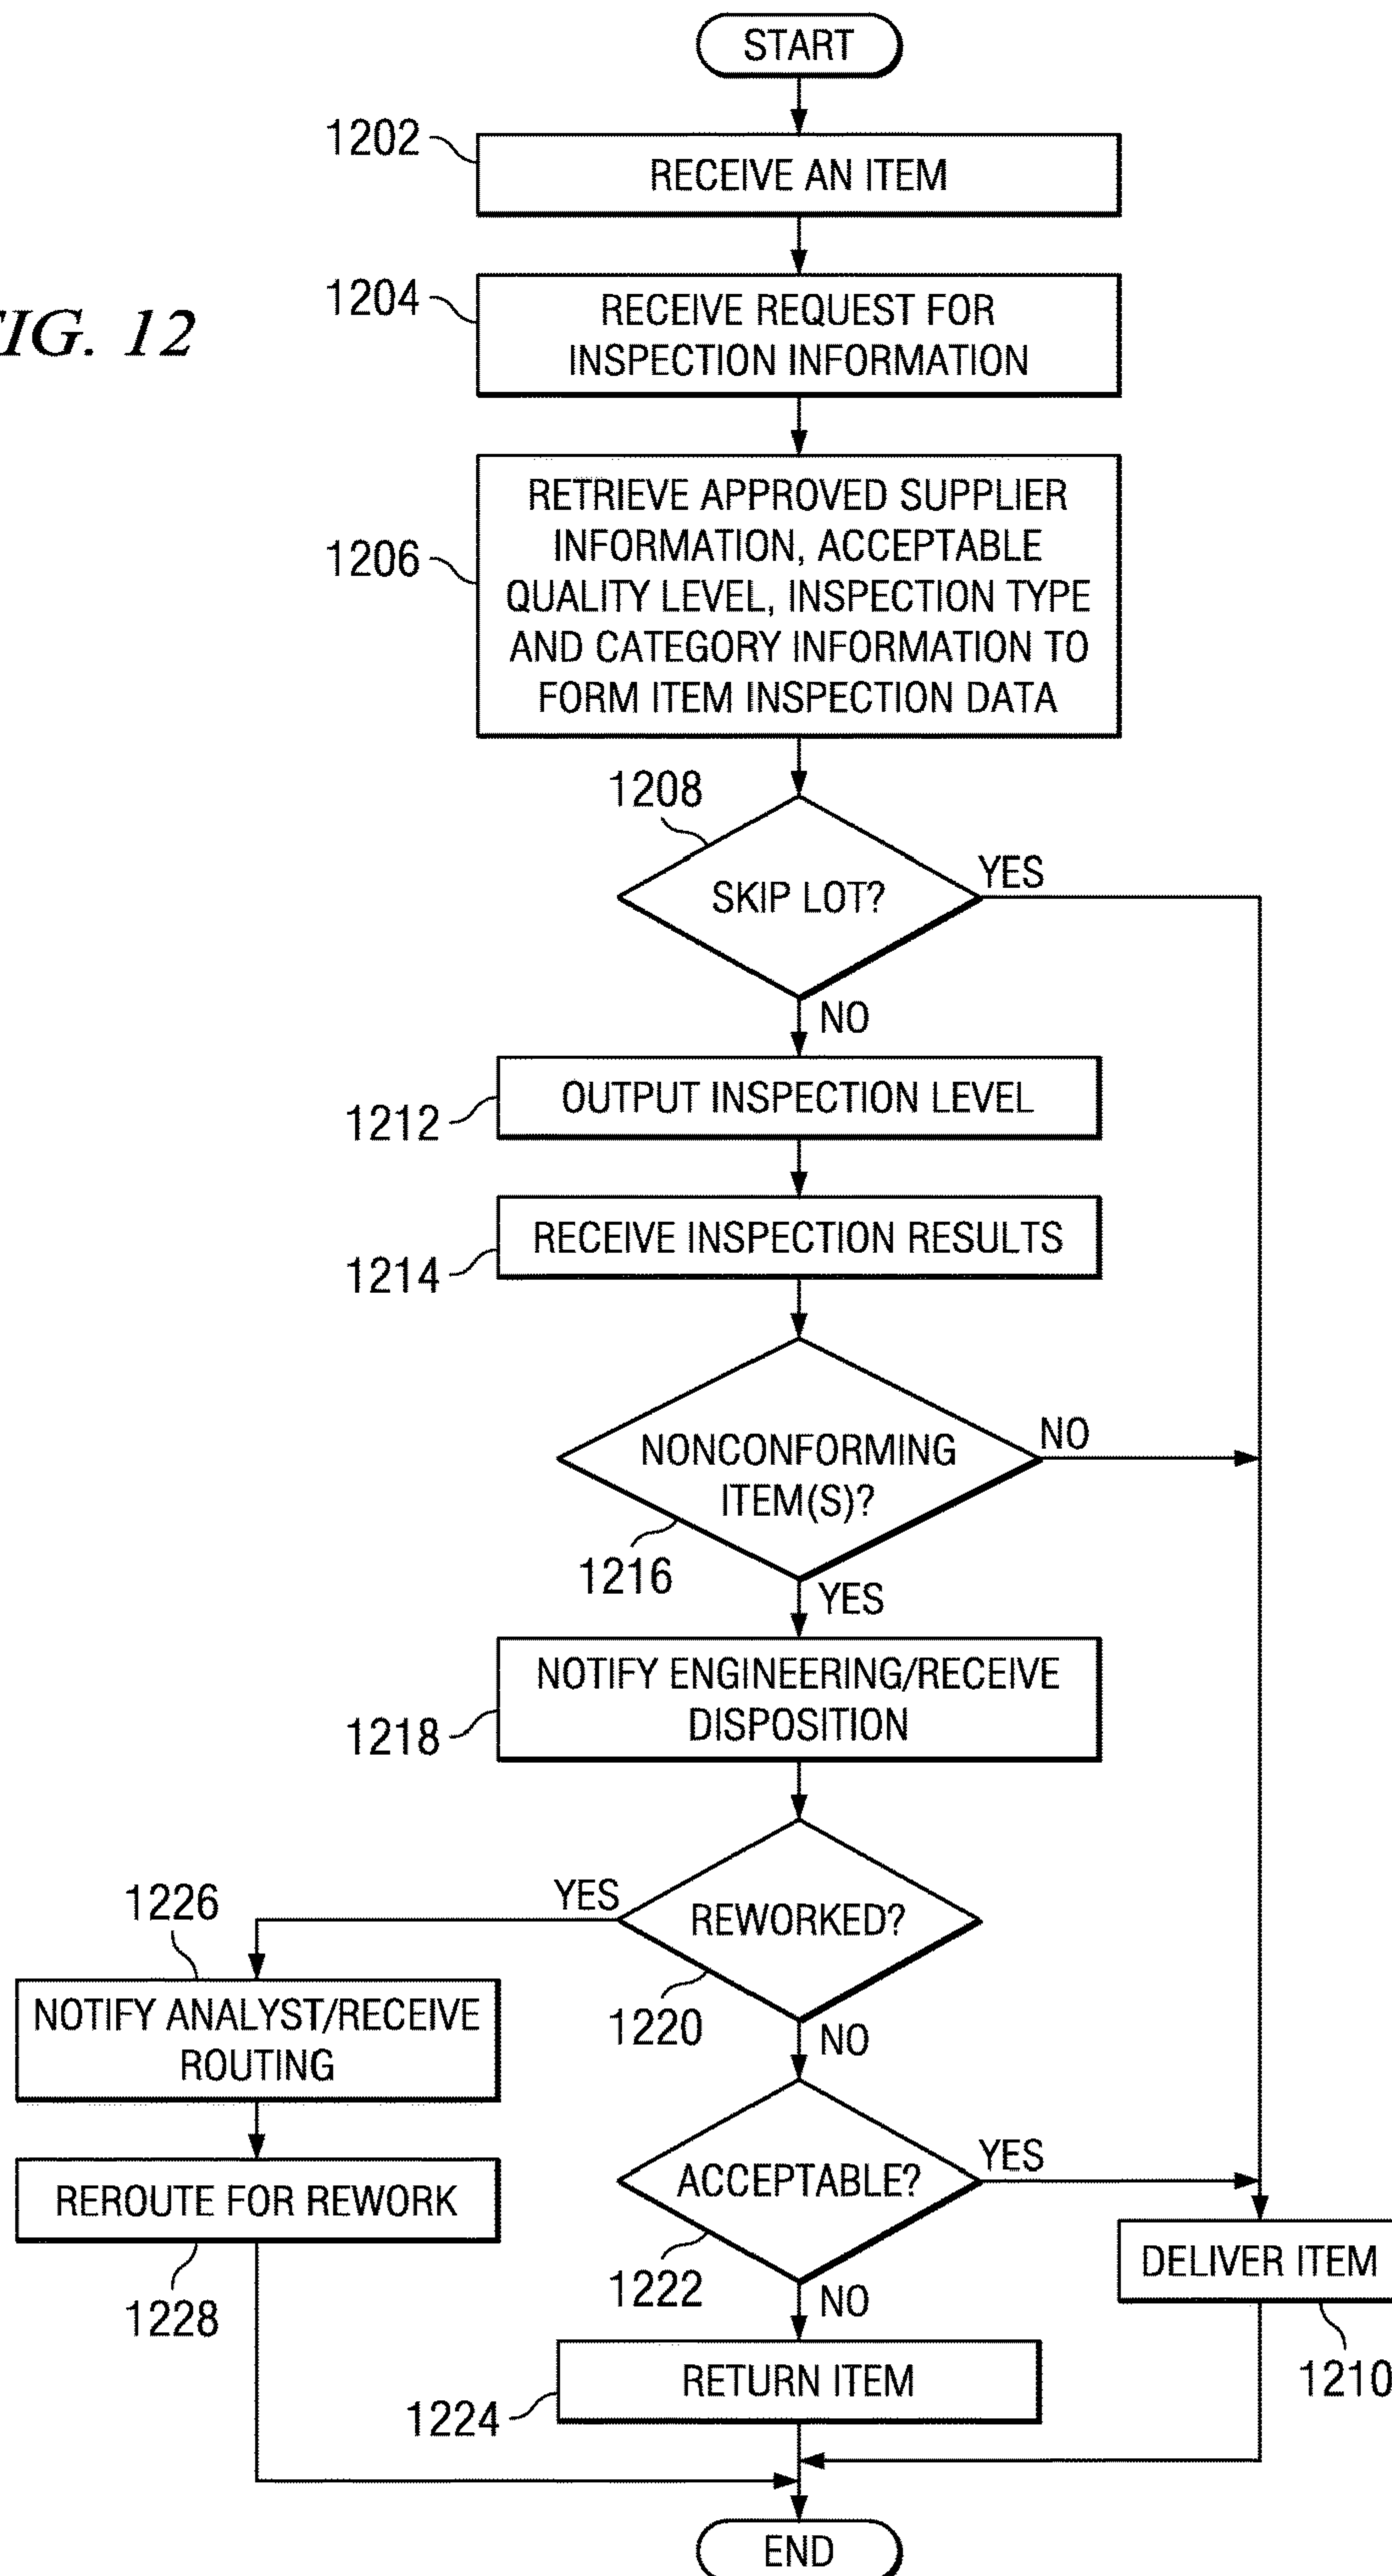 START
1202
RECEIVE AN ITEM
1204
RECEIVE REQUEST FOR
INSPECTION INFORMATION
IG. 12
1206
RETRIEVE APPROVED SUPPLIER
INFORMATION, ACCEPTABLE
QUALITY LEVEL, INSPECTION TYPE
AND CATEGORY INFORMATION TO
FORM ITEM INSPECTION DATA
1208
SKIP LOT?
YES
NO
OUTPUT INSPECTION LEVEL
1212
RECEIVE INSPECTION RESULTS
1214
NONCONFORMING
ITEM(S)?
NO
1216
YES
NOTIFY ENGINEERING/RECEIVE
DISPOSITION
1218
REWORKED?
YES
1220
NO
1226
NOTIFY ANALYST/RECEIVE
ROUTING
ACCEPTABLE?
YES
REROUTE FOR REWORK
1228
1222
NO
DELIVER ITEM
1210
RETURN ITEM
1224
END